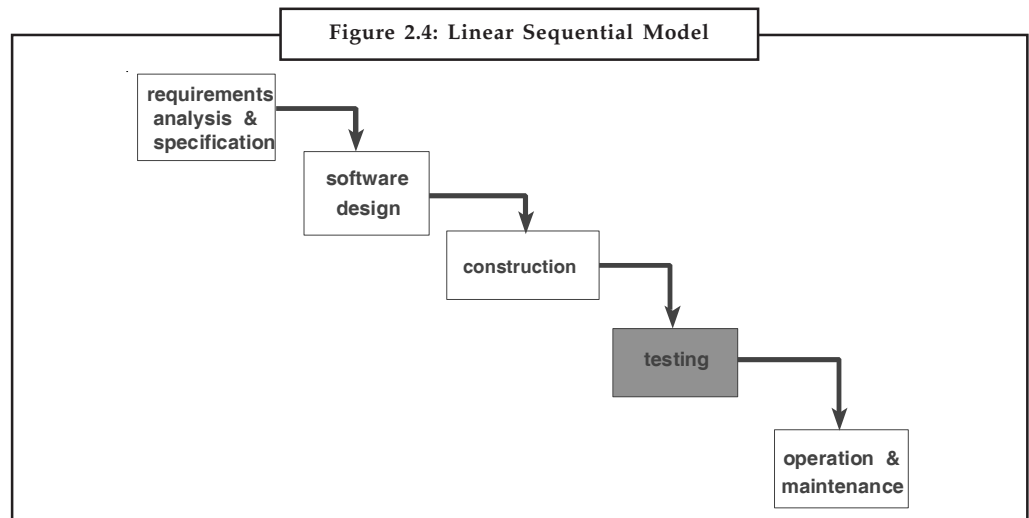 Figure 2.4: Linear Sequential Model
requirements
analysis &
specification
software
design
construction
testing
operation &
maintenance